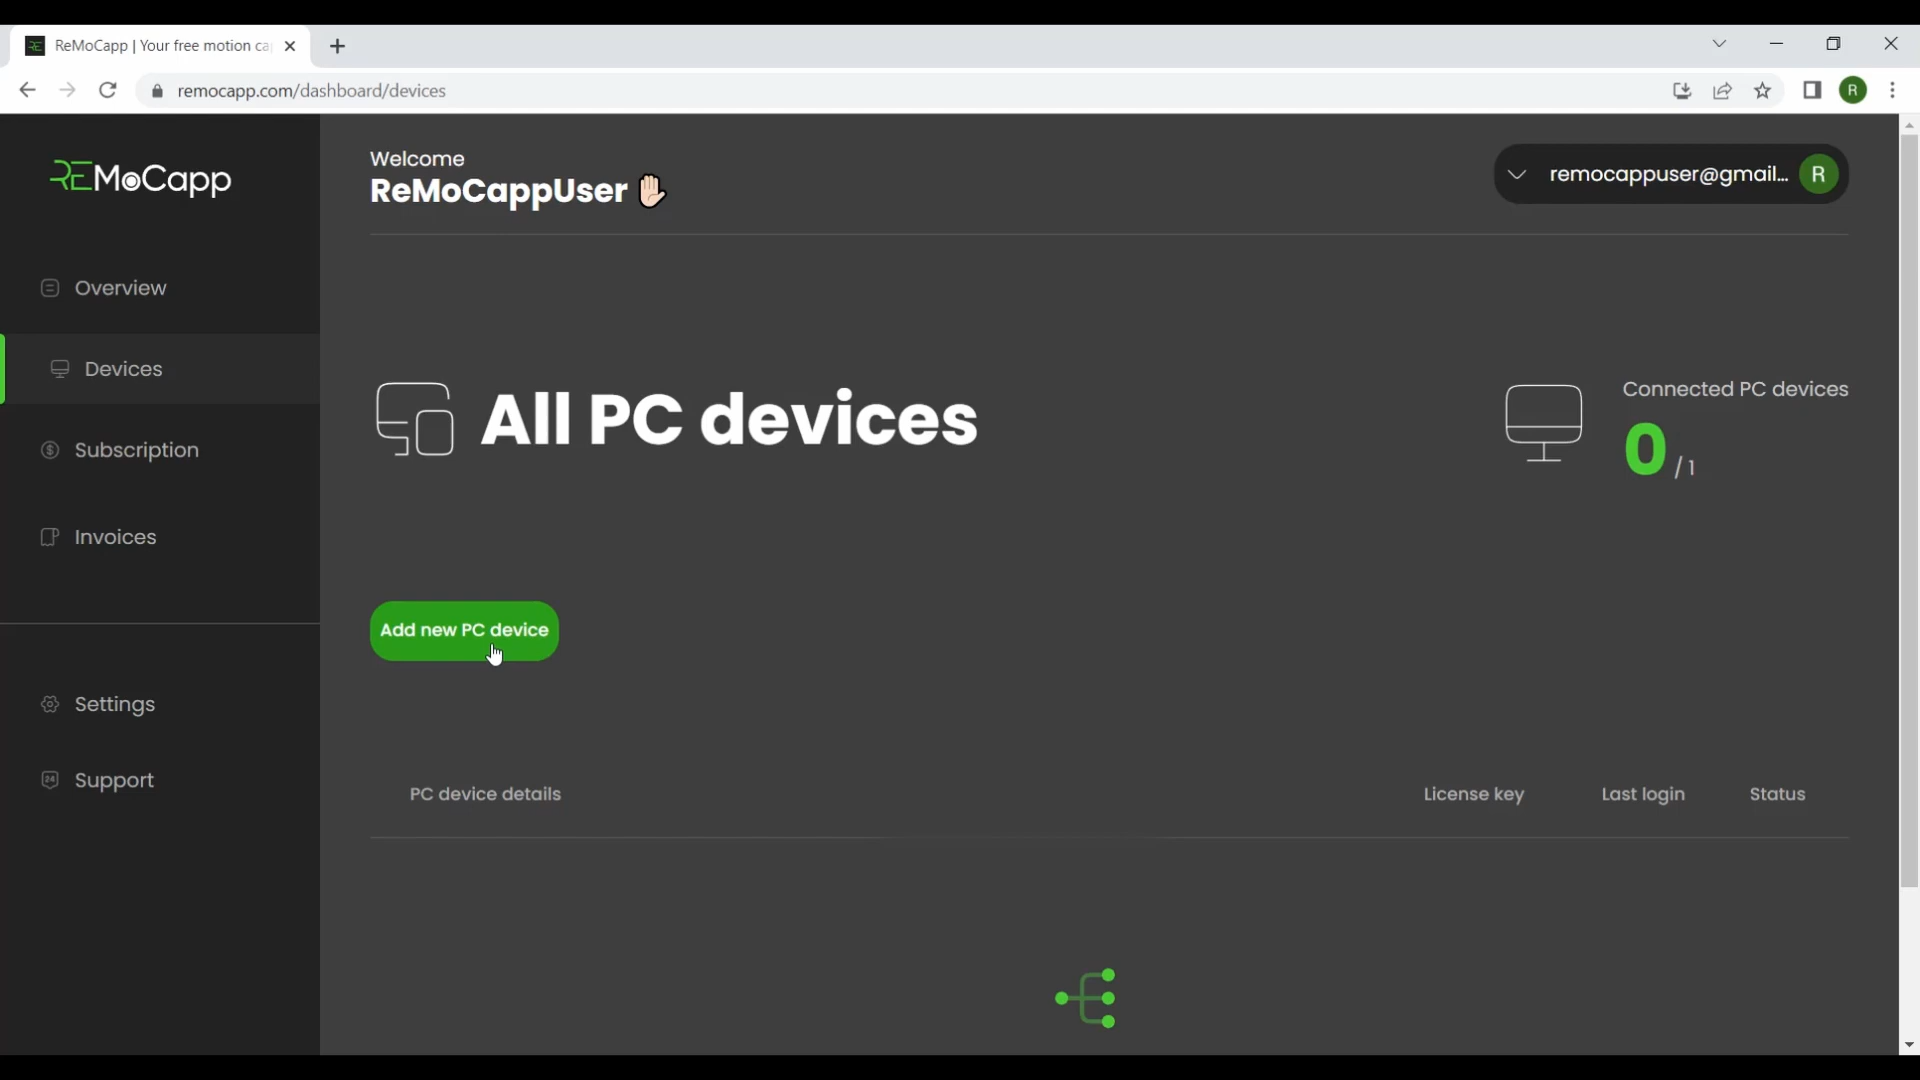 ReMoCapp | Your free motion ca
remocapp.com/dashboard/devices
R
REMoCapp
Welcome
ReMoCappUser
remocappuser@gmail...
R
Overview
Devices
Subscription
Invoices
Settings
Support
All PC devices
Connected PC devices
0 / 1
Add new PC device
PC device details
License key
Last login
Status